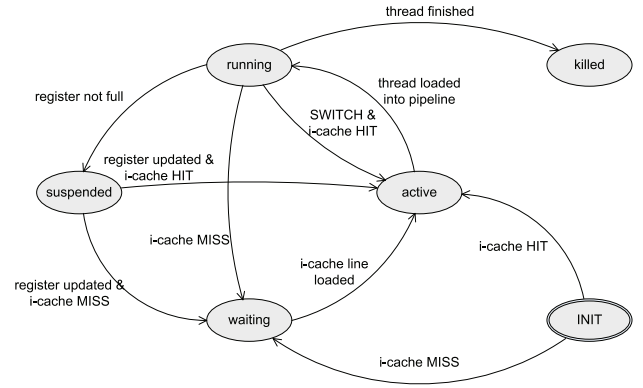 thread finished
running
killed
thread loaded
into pipeline
register not full
SWITCH &
i-cache HIT
register updated &
i-cache HIT
suspended
active
i-cache MISS
i-cache HIT
i-cache line
loaded
register updated &
i-cache MISS
waiting
INIT
i-cache MISS